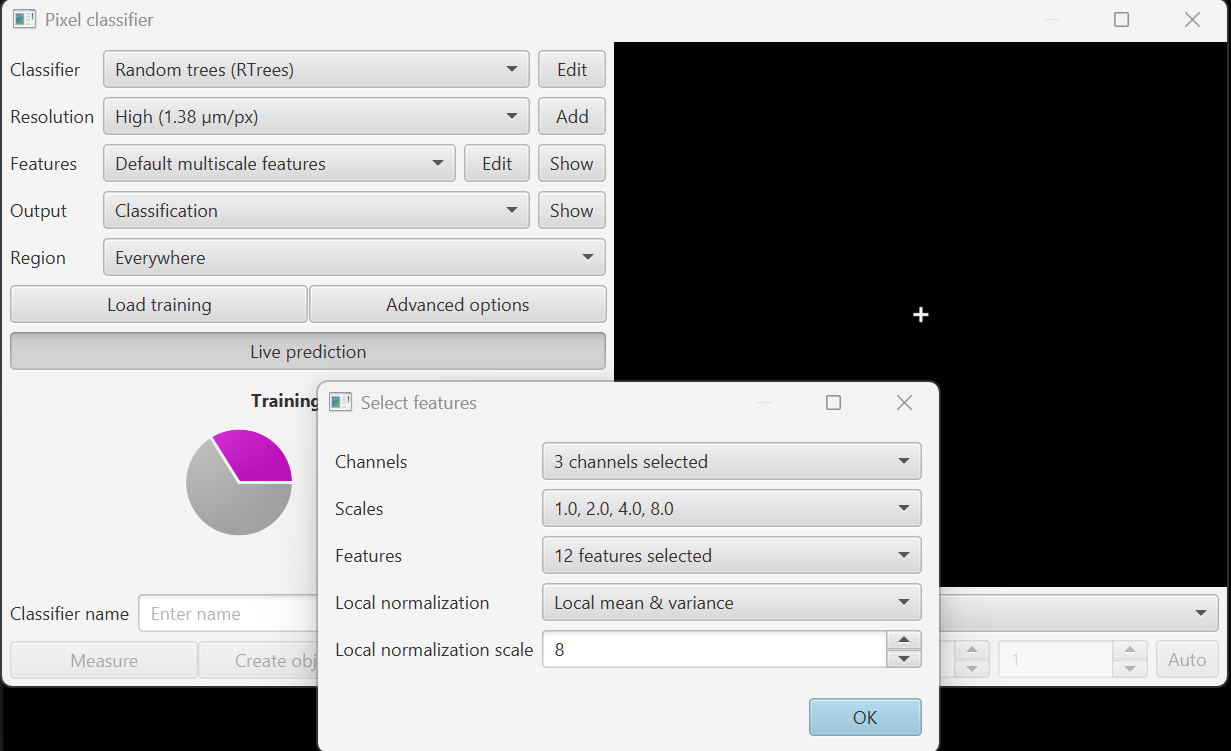 Pixel classifier
Classifier Random trees (RTrees) Edit
Resolution High (1.38 µm/px) Add
Features Default multiscale features Edit Show
Output Classification Show
Region Everywhere
Load training Advanced options
Live prediction
Training
Select features
Channels 3 channels selected
Scales 1.0, 2.0, 4.0, 8.0
Features 12 features selected
Local normalization Local mean & variance
Local normalization scale 8
OK
Classifier name Enter name
Measure Create obj
1 Auto